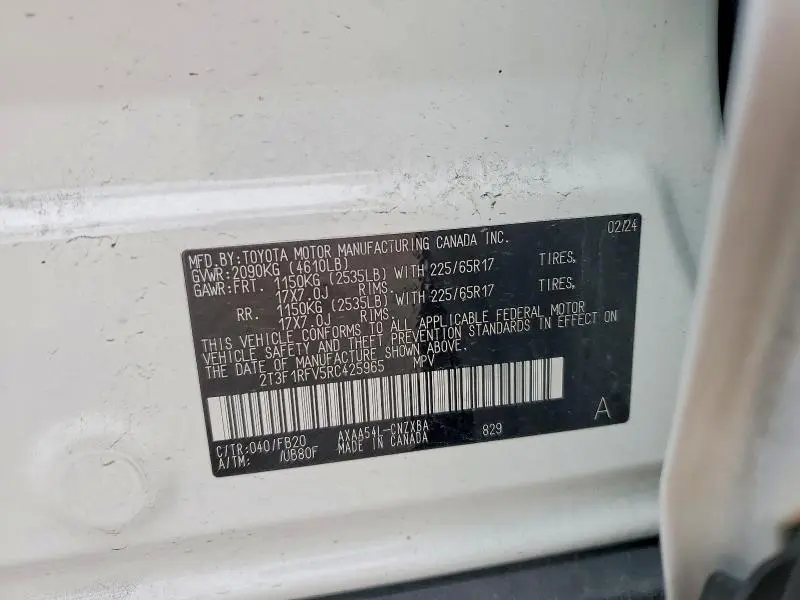 MFD.BY:TOYOTA MOTOR MANUFACTURING CANADA INC. 02/24
GVWR:2090KG (4610LB)
GAWR:FRT. 1150KG (2535LB) WITH 225/65R17 TIRES,
17X7.0J RIMS.
RR. 1150KG (2535LB) WITH 225/65R17 TIRES,
17X7.0J RIMS.
THIS VEHICLE CONFORMS TO ALL APPLICABLE FEDERAL MOTOR
VEHICLE SAFETY AND THEFT PREVENTION STANDARDS IN EFFECT ON
THE DATE OF MANUFACTURE SHOWN ABOVE.
2T3F1RFV5RC425965 MPV
A
C/TR:040/FB20 AXAA54L-CNZXBA 829
A/TM: /UB80F MADE IN CANADA